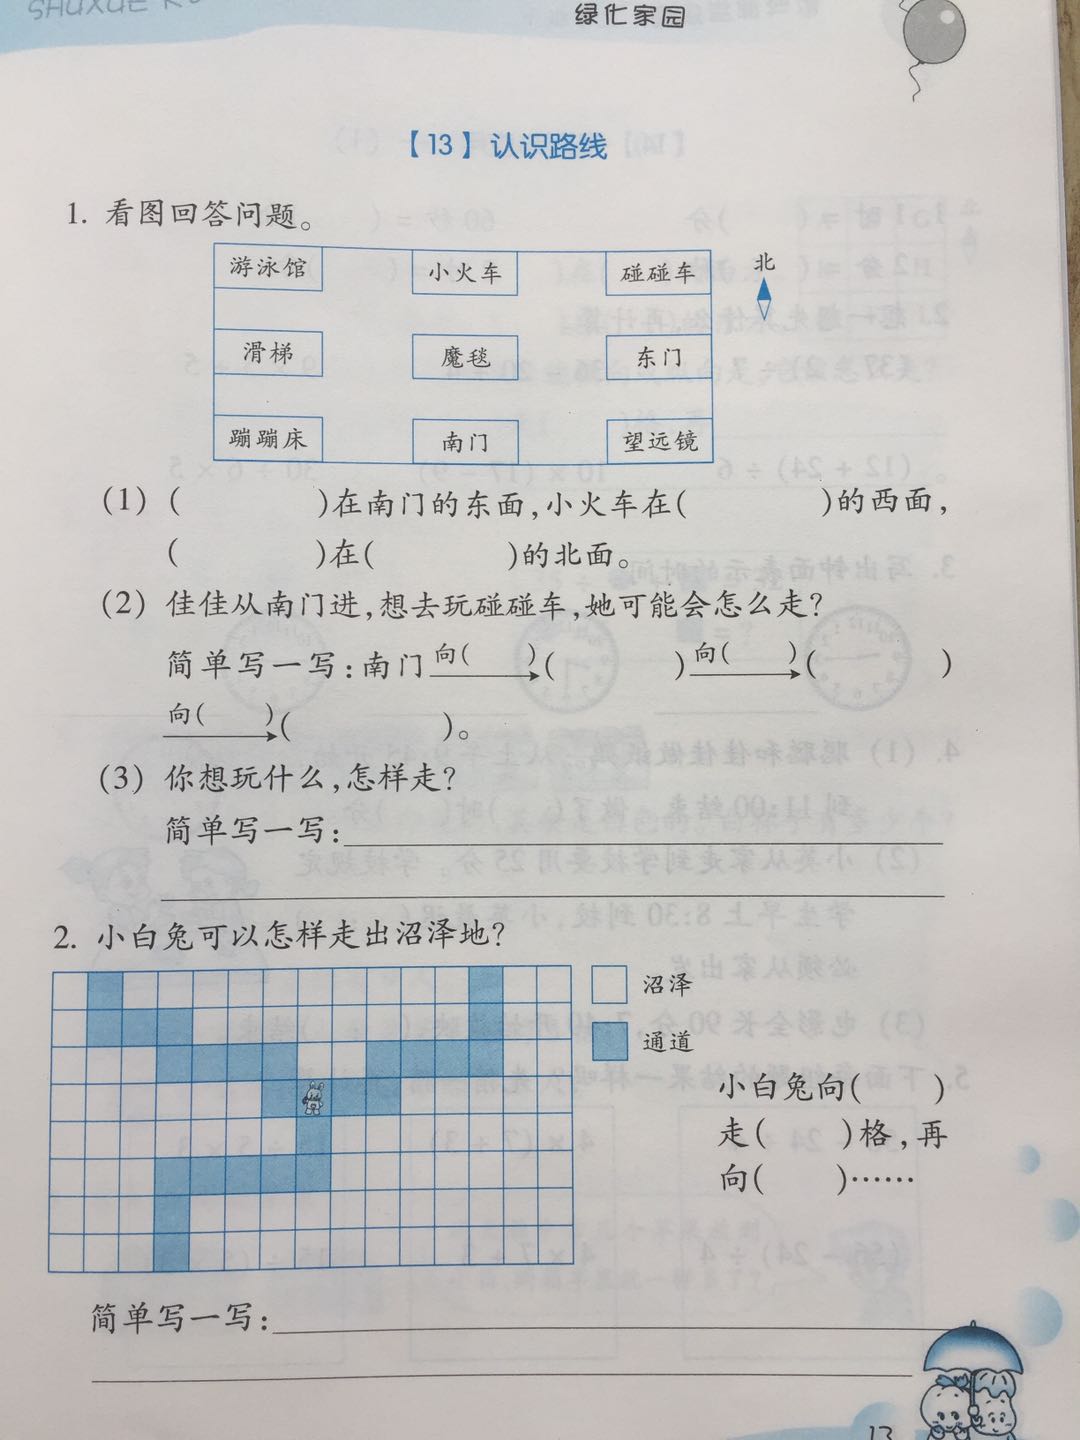 SHUXUE
绿化家园
【13】认识路线
1. 看图回答问题。
游泳馆 小火车 碰碰车 北
滑梯 魔毯 东门
蹦蹦床 南门 望远镜
(1) ( )在南门的东面,小火车在( )的西面,
( )在( )的北面。
(2) 佳佳从南门进,想去玩碰碰车,她可能会怎么走?
简单写一写:南门 向( ) ( ) 向( ) ( )
向( ) ( )。
(3) 你想玩什么,怎样走?
简单写一写:
2. 小白兔可以怎样走出沼泽地?
沼泽
通道
小白兔向( )
走( )格,再
向( )……
简单写一写:
13